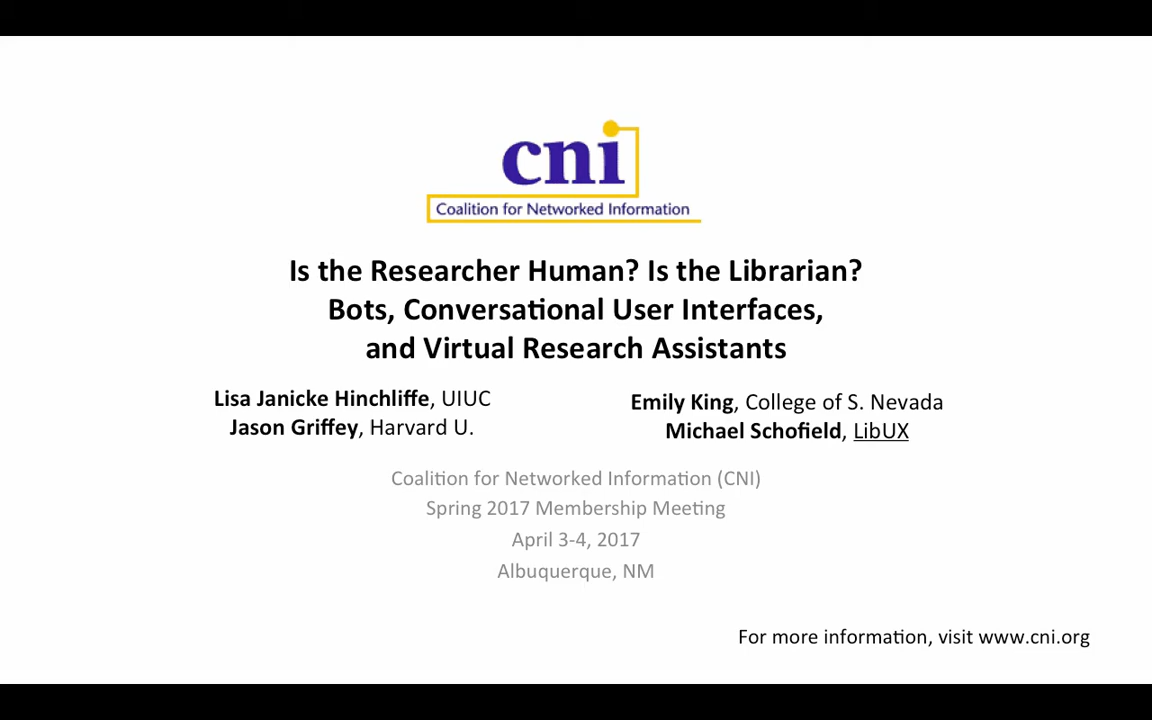 cni
Coalition for Networked Information
Is the Researcher Human? Is the Librarian?
Bots, Conversational User Interfaces,
and Virtual Research Assistants
Lisa Janicke Hinchliffe, UIUC
Jason Griffey, Harvard U.
Emily King, College of S. Nevada
Michael Schofield, LibUX
Coalition for Networked Information (CNI)
Spring 2017 Membership Meeting
April 3-4, 2017
Albuquerque, NM
For more information, visit www.cni.org